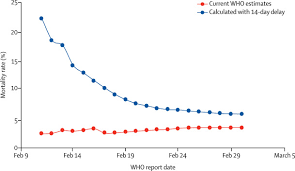 Current WHO estimates
Calculated with 14-day delay
25
20
15
10
5
0
Mortality rate (%)
Feb 9
Feb 14
Feb 19
Feb 24
Feb 29
March 5
WHO report date